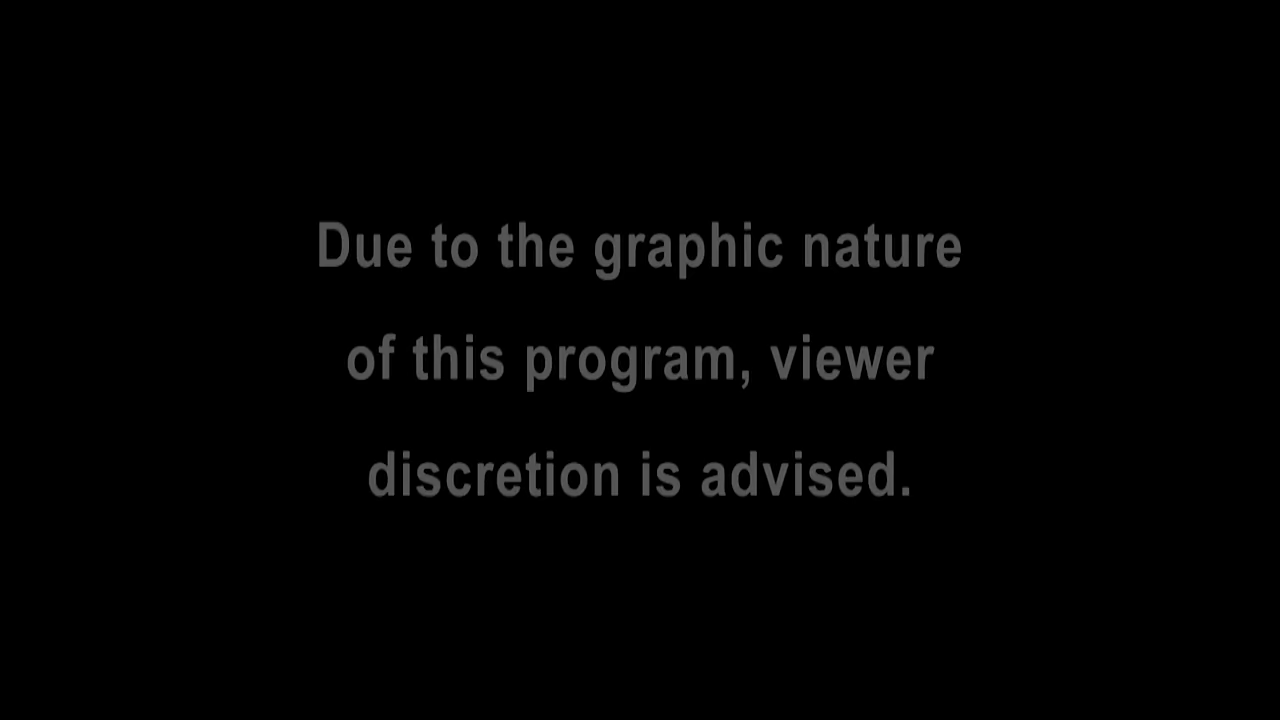 Due to the graphic nature
of this program, viewer
discretion is advised.